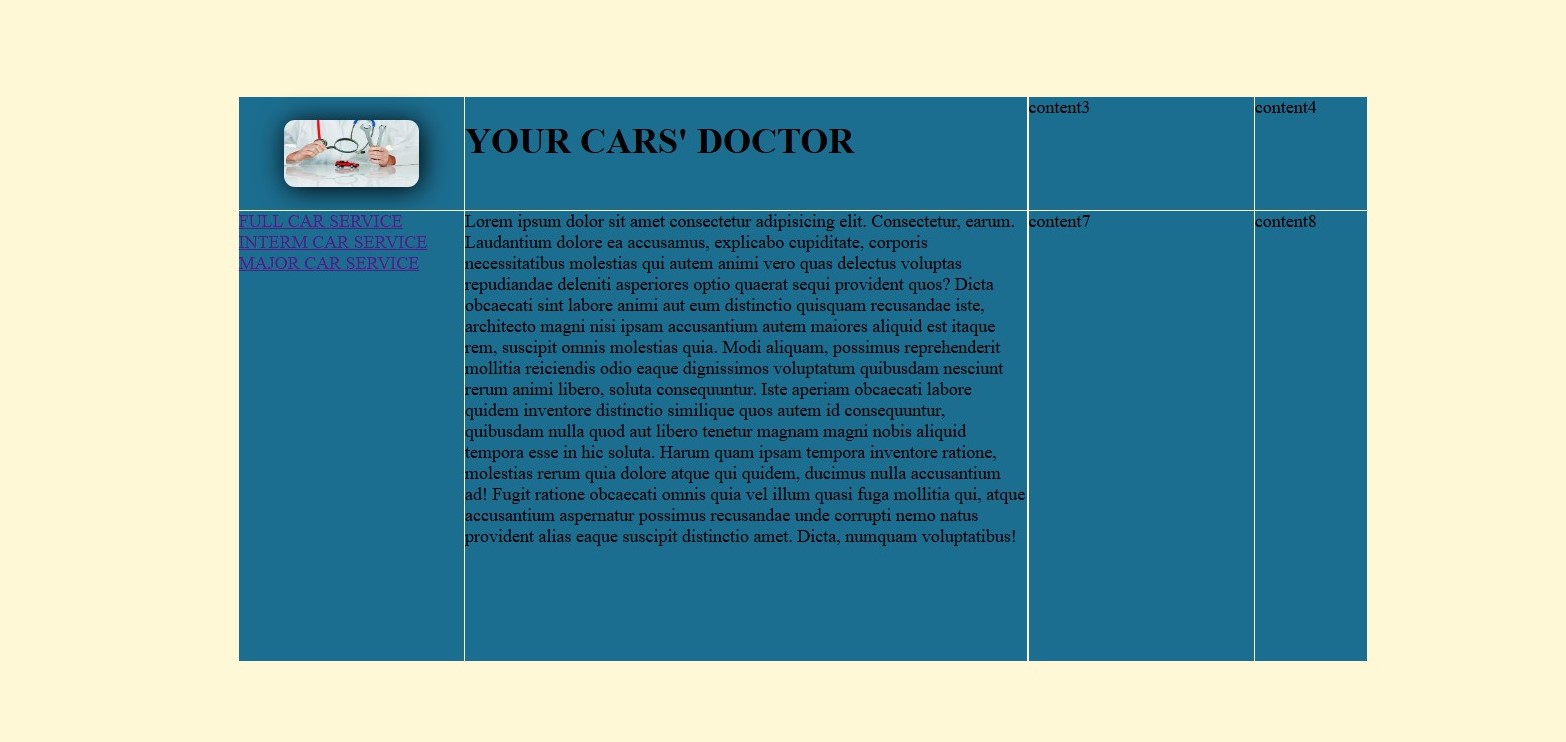 YOUR CARS' DOCTOR
content3
content4
FULL CAR SERVICE
INTERM CAR SERVICE
MAJOR CAR SERVICE
Lorem ipsum dolor sit amet consectetur adipisicing elit. Consectetur, earum.
Laudantium dolore ea accusamus, explicabo cupiditate, corporis
necessitatibus molestias qui autem animi vero quas delectus voluptas
repudiandae deleniti asperiores optio quaerat sequi provident quos? Dicta
obcaecati sint labore animi aut eum distinctio quisquam recusandae iste,
architecto magni nisi ipsam accusantium autem maiores aliquid est itaque
rem, suscipit omnis molestias quia. Modi aliquam, possimus reprehenderit
mollitia reiciendis odio eaque dignissimos voluptatum quibusdam nesciunt
rerum animi libero, soluta consequuntur. Iste aperiam obcaecati labore
quidem inventore distinctio similique quos autem id consequuntur,
quibusdam nulla quod aut libero tenetur magnam magni nobis aliquid
tempora esse in hic soluta. Harum quam ipsam tempora inventore ratione,
molestias rerum quia dolore atque qui quidem, ducimus nulla accusantium
ad! Fugit ratione obcaecati omnis quia vel illum quasi fuga mollitia qui, atque
accusantium aspernatur possimus recusandae unde corrupti nemo natus
provident alias eaque suscipit distinctio amet. Dicta, numquam voluptatibus!
content7
content8